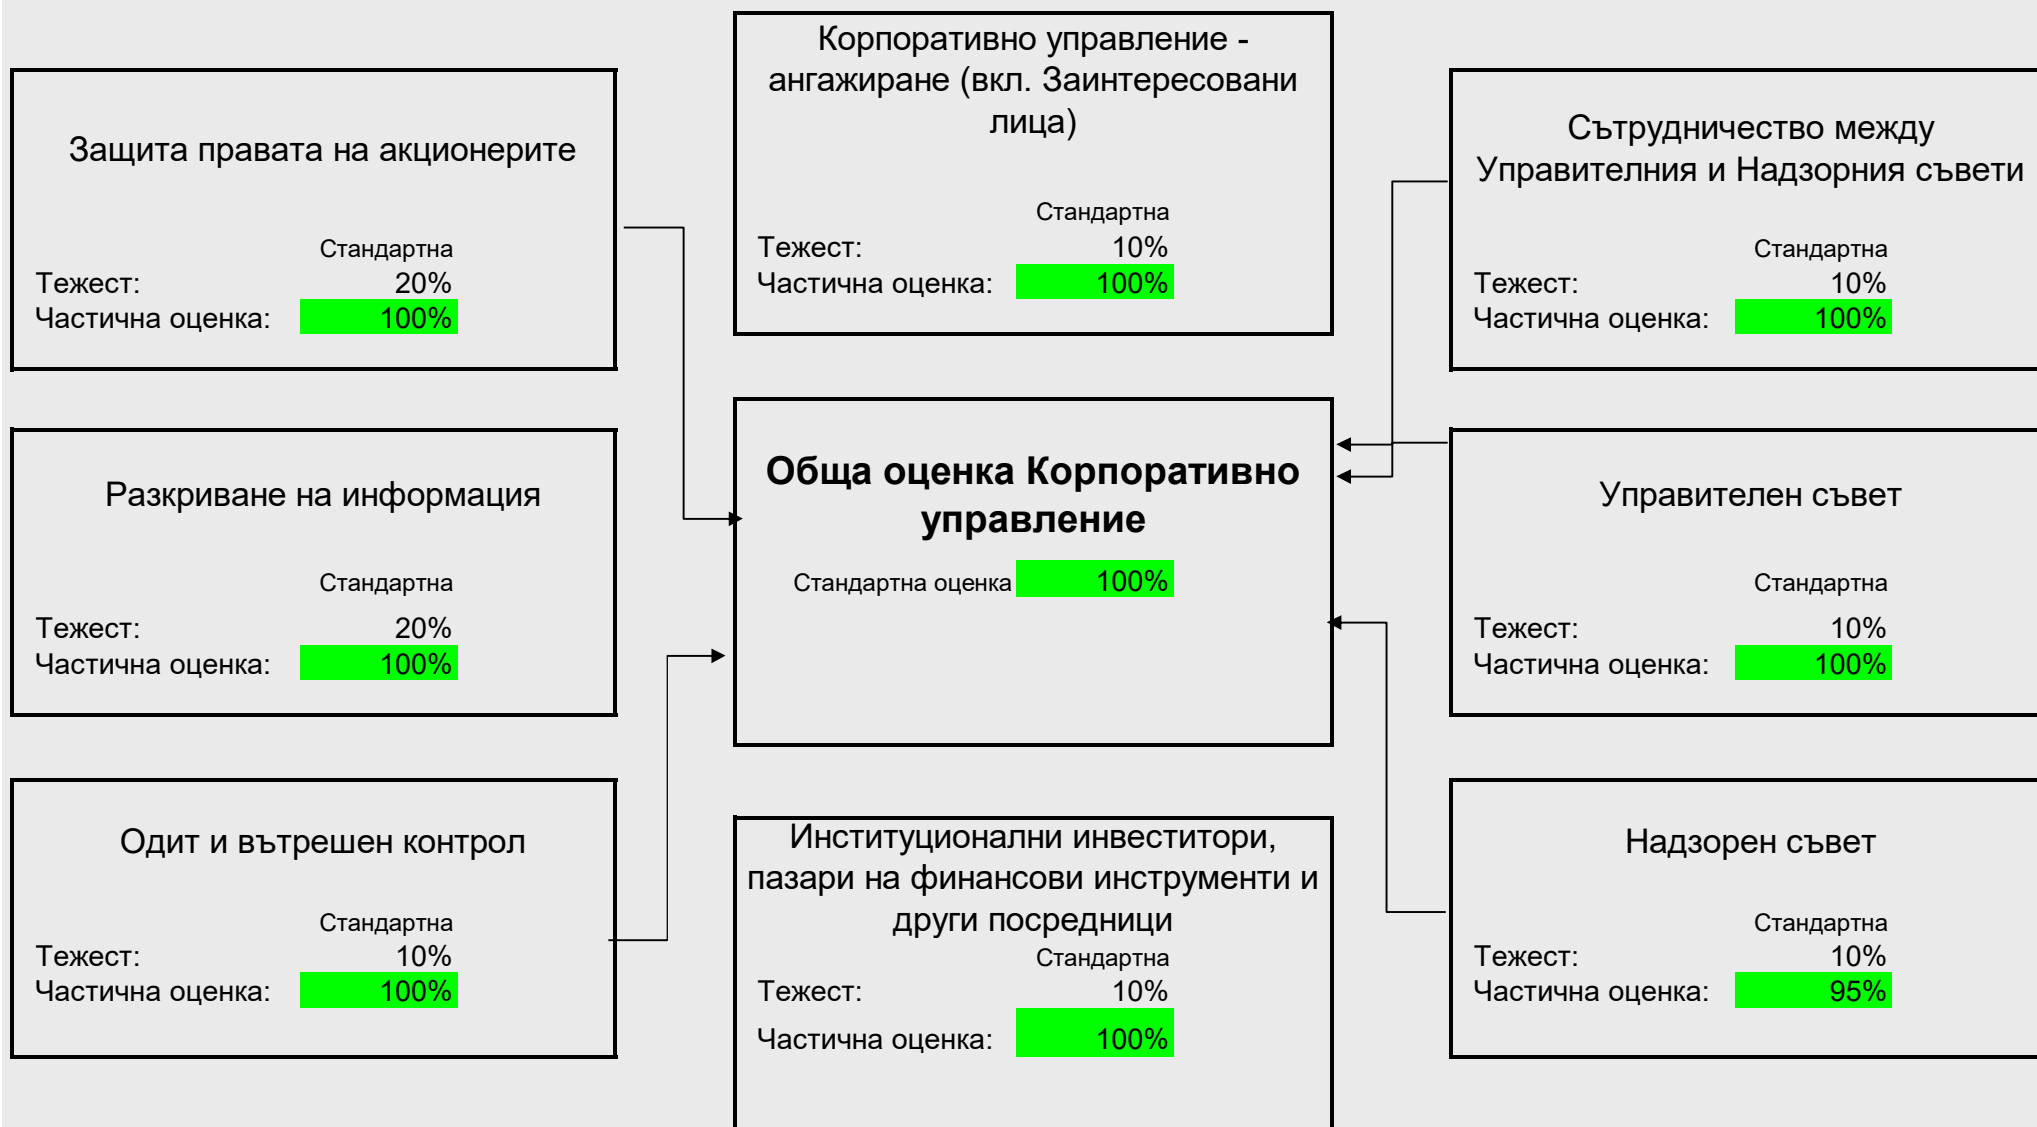 Корпоративно управление -
ангажиране (вкл. Заинтересовани
лица)
Стандартна
Тежест: 10%
Частична оценка: 100%
Защита правата на акционерите
Стандартна
Тежест: 20%
Частична оценка: 100%
Сътрудничество между
Управителния и Надзорния съвети
Стандартна
Тежест: 10%
Частична оценка: 100%
Разкриване на информация
Стандартна
Тежест: 20%
Частична оценка: 100%
Обща оценка Корпоративно
управление
Стандартна оценка 100%
Управителен съвет
Стандартна
Тежест: 10%
Частична оценка: 100%
Одит и вътрешен контрол
Стандартна
Тежест: 10%
Частична оценка: 100%
Институционални инвеститори,
пазари на финансови инструменти и
други посредници
Стандартна
Тежест: 10%
Частична оценка: 100%
Надзорен съвет
Стандартна
Тежест: 10%
Частична оценка: 95%